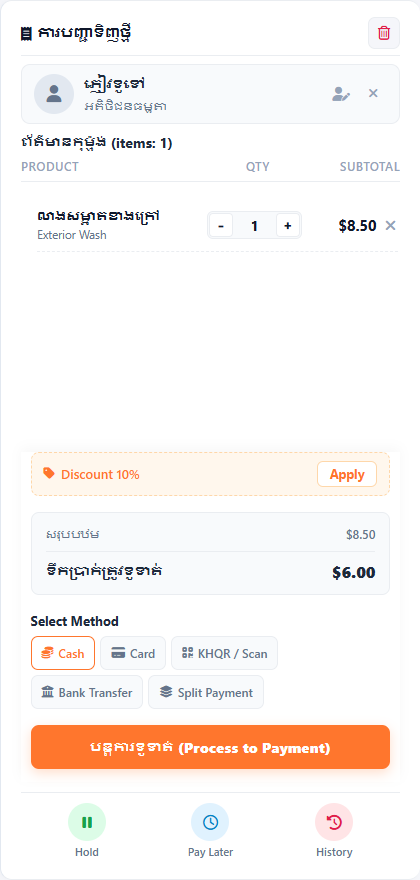 ការបញ្ជាទិញថ្មី
ភ្ញៀវទូទៅ
អតិថិជនធម្មតា
ព័ត៌មានកុម្ម៉ង់ (items: 1)
PRODUCT QTY SUBTOTAL
លាងសម្អាតខាងក្រៅ
Exterior Wash
- 1 + $8.50
Discount 10% Apply
សរុបបឋម $8.50
ទឹកប្រាក់ត្រូវទូទាត់ $6.00
Select Method
Cash Card KHQR / Scan
Bank Transfer Split Payment
បន្តការទូទាត់ (Process to Payment)
Hold Pay Later History